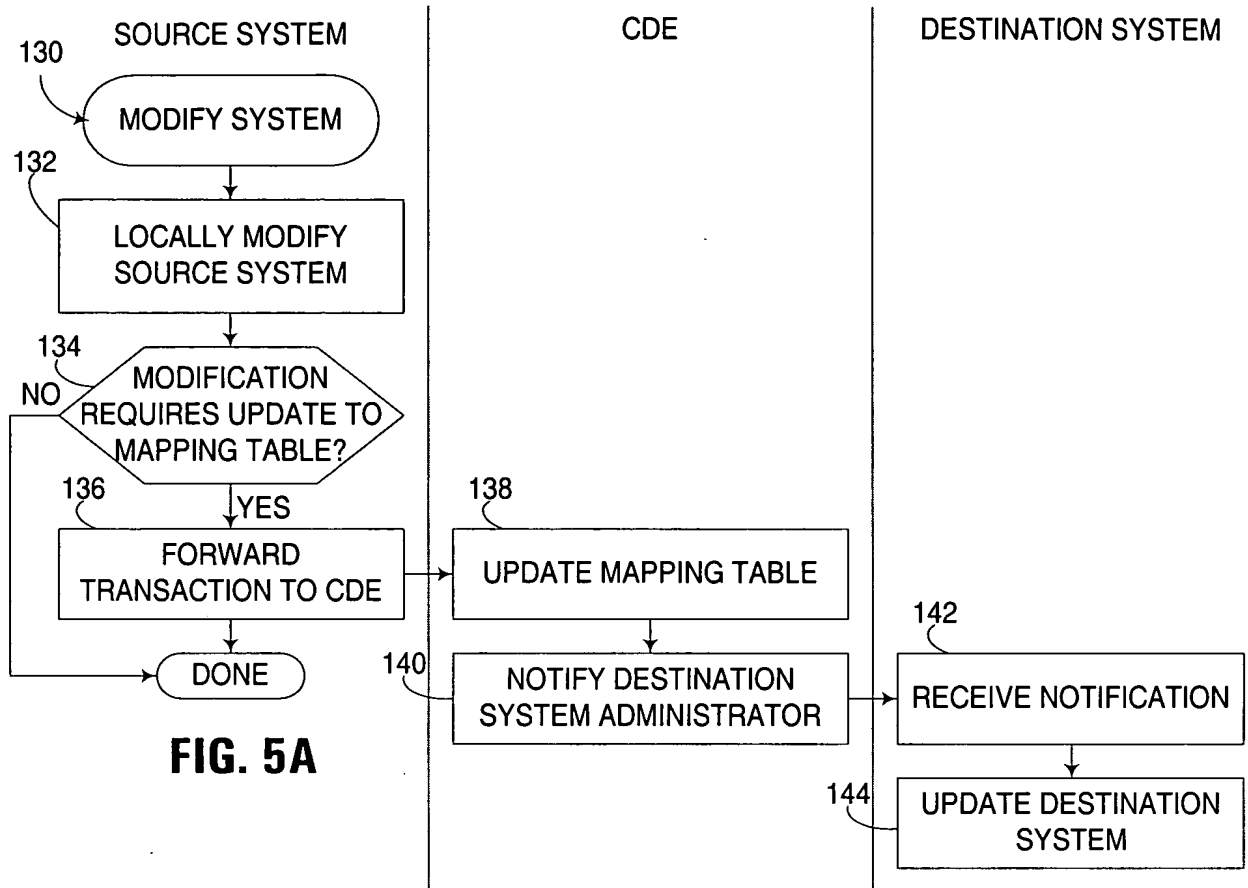 SOURCE SYSTEM
CDE
DESTINATION SYSTEM
130
MODIFY SYSTEM
132
LOCALLY MODIFY
SOURCE SYSTEM
134
NO
MODIFICATION
REQUIRES UPDATE TO
MAPPING TABLE?
136
YES
FORWARD
TRANSACTION TO CDE
DONE
138
UPDATE MAPPING TABLE
140
NOTIFY DESTINATION
SYSTEM ADMINISTRATOR
142
RECEIVE NOTIFICATION
144
UPDATE DESTINATION
SYSTEM
FIG. 5A